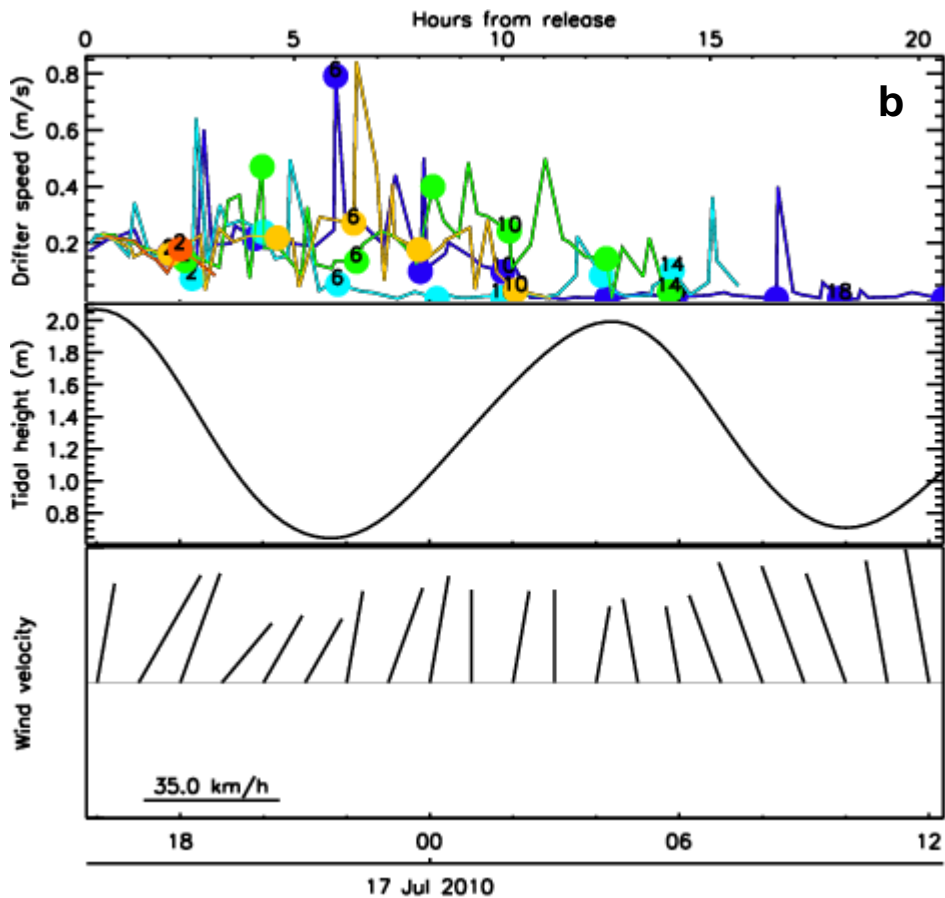 Hours from release
0 5 10 15 20
b
Drifter speed (m/s)
0.8
0.6
0.4
0.2
6
6
10
2
2
6
6
10
14
14
18
Tidal height (m)
2.0
1.8
1.6
1.4
1.2
1.0
0.8
Wind velocity
35.0 km/h
18 00 06 12
17 Jul 2010